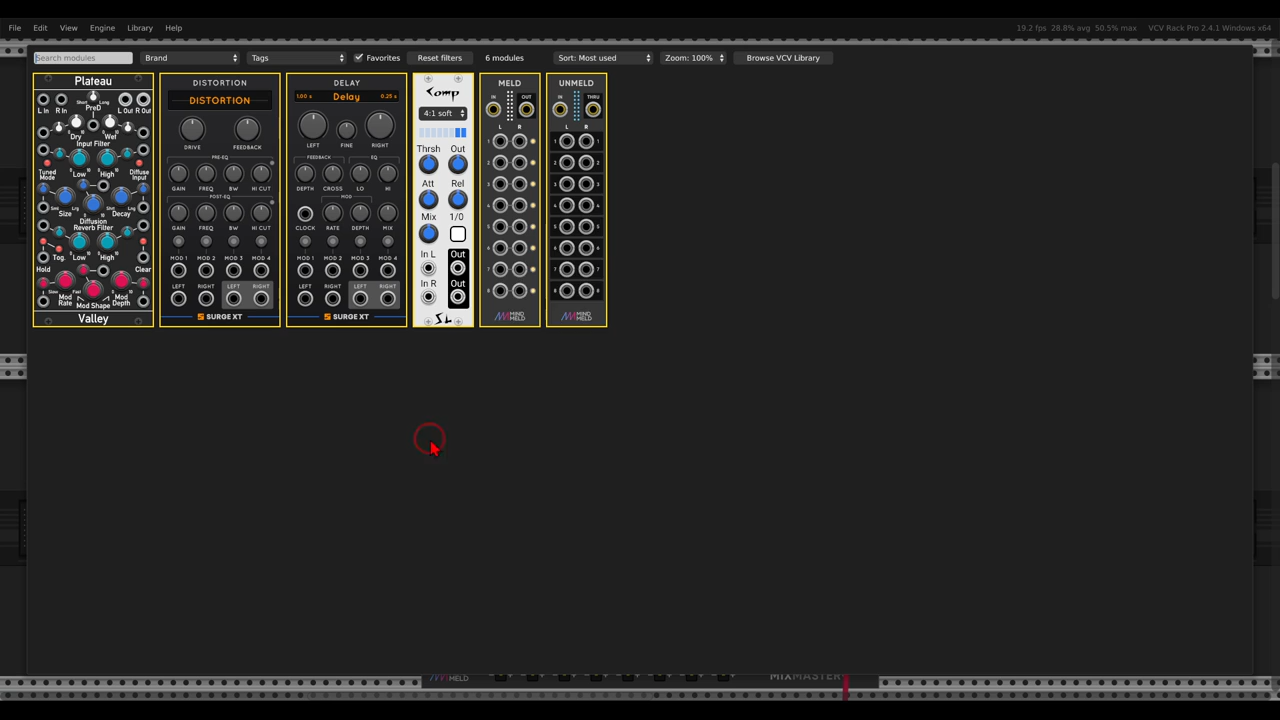 File Edit View Engine Library Help
19.2 fps 28.8% avg 50.5% max VCV Rack Pro 2.4.1 Windows x64
Search modules Brand Tags Favorites Reset filters 6 modules Sort: Most used Zoom: 100% Browse VCV Library
Plateau
L In R In Short Long L Out R Out
PreD
Dry Wet
Input Filter
Tuned Mode Low High Diffuse Input
Size Decay
Diffusion
Reverb Filter
Tog. Low High
Hold Clear
Mod Rate Mod Shape Mod Depth
Valley
DISTORTION
DISTORTION
DRIVE FEEDBACK
PRE-EQ
GAIN FREQ BW HI CUT
POST-EQ
GAIN FREQ BW HI CUT
MOD 1 MOD 2 MOD 3 MOD 4
LEFT RIGHT LEFT RIGHT
SURGE XT
DELAY
1.00 s Delay 0.25 s
LEFT FINE RIGHT
FEEDBACK EQ
DEPTH CROSS LO HI
MOD
CLOCK RATE DEPTH MIX
MOD 1 MOD 2 MOD 3 MOD 4
LEFT RIGHT LEFT RIGHT
SURGE XT
Comp
4:1 soft
Thrsh Out
Att Rel
Mix 1/0
In L Out
In R Out
SL
MELD
IN OUT
L R
1
2
3
4
5
6
7
8
MIND MELD
UNMELD
IN THRU
L R
1
2
3
4
5
6
7
8
MIND MELD
MELD MIXMASTER